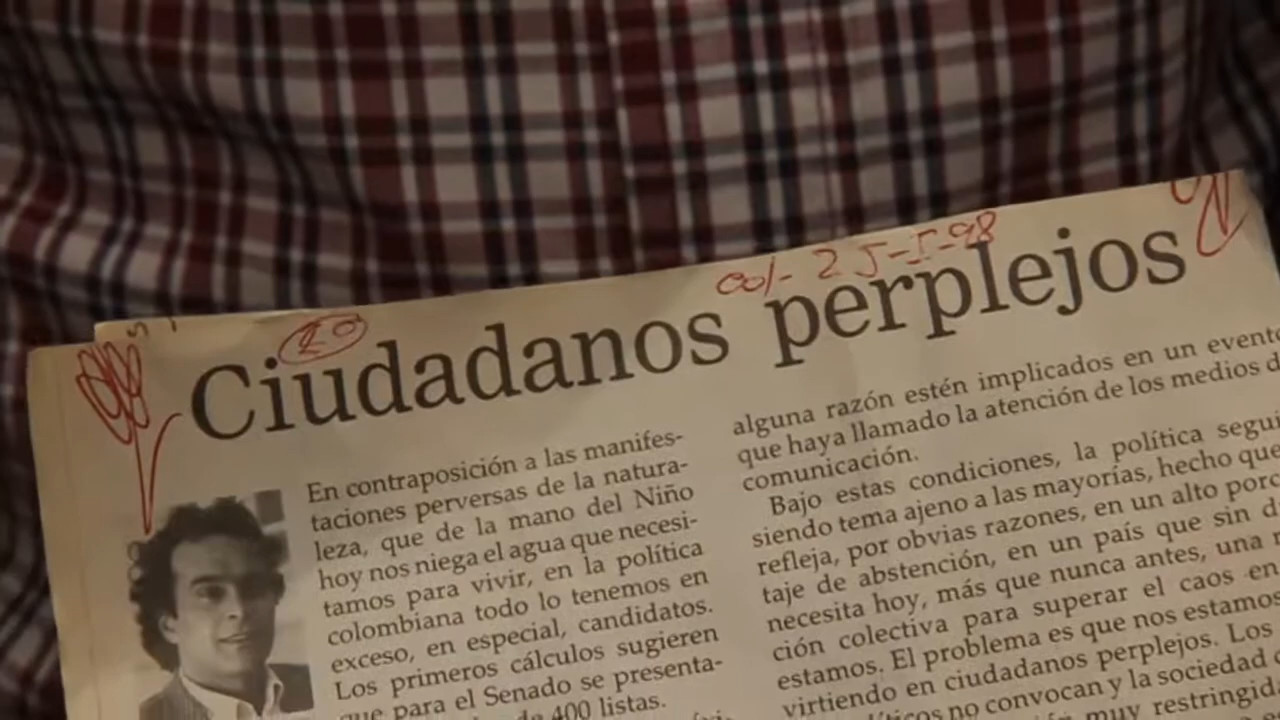 25-I-98
20
Ciudadanos perplejos
En contraposición a las manifes-
taciones perversas de la natura-
leza, que de la mano del Niño
hoy nos niega el agua que necesi-
tamos para vivir, en la política
colombiana todo lo tenemos en
exceso, en especial, candidatos.
Los primeros cálculos sugieren
que para el Senado se presenta-
de 400 listas.
alguna razón estén implicados en un evento
que haya llamado la atención de los medios d
comunicación.
Bajo estas condiciones, la política segui
siendo tema ajeno a las mayorías, hecho que
refleja, por obvias razones, en un alto porc
taje de abstención, en un país que sin d
necesita hoy, más que nunca antes, una
ción colectiva para superar el caos en
estamos. El problema es que nos estamos
virtiendo en ciudadanos perplejos. Los
no convocan y la sociedad
muy restringida